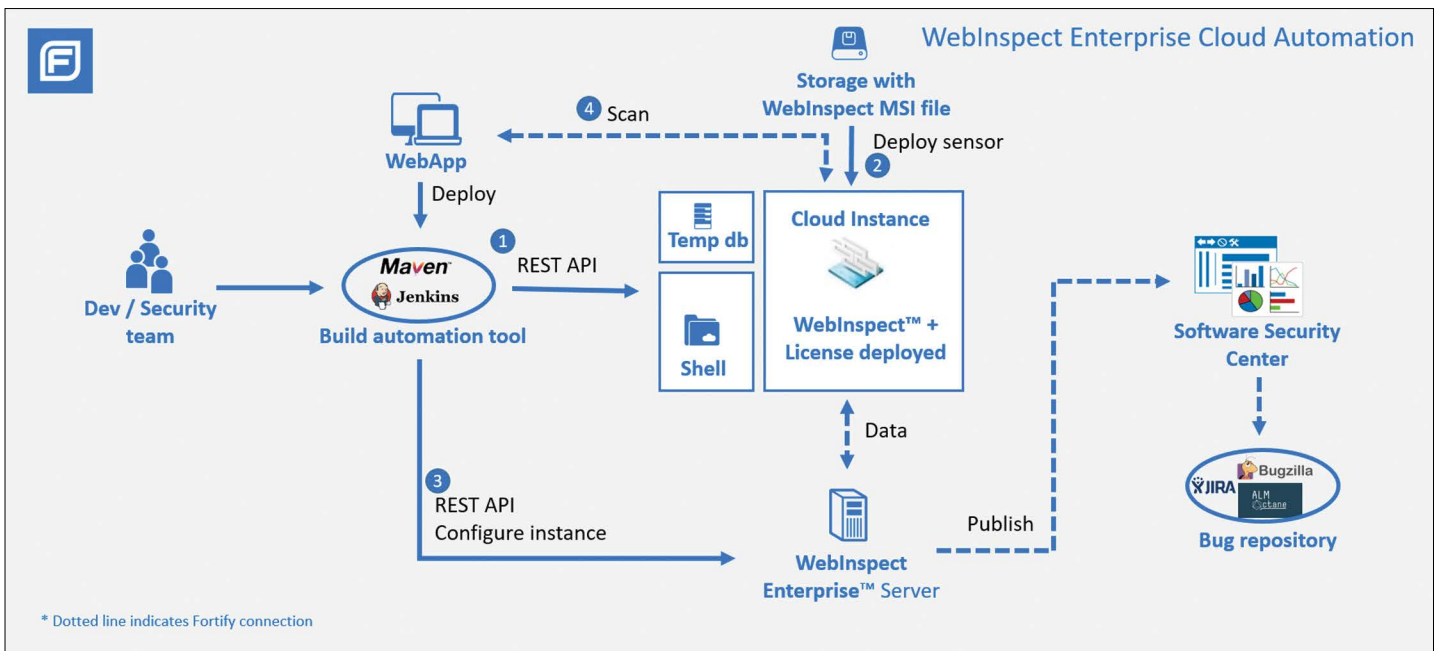 F
WebInspect Enterprise Cloud Automation
Storage with
WebInspect MSI file
4 Scan
Deploy sensor
2
WebApp
Deploy
Temp db
Cloud Instance
WebInspect™ +
License deployed
Shell
1
REST API
Maven™
Jenkins
Build automation tool
Dev / Security
team
Software Security
Center
Data
3
REST API
Configure instance
WebInspect
Enterprise™ Server
Publish
Bugzilla
JIRA
ALM
Octane
Bug repository
* Dotted line indicates Fortify connection